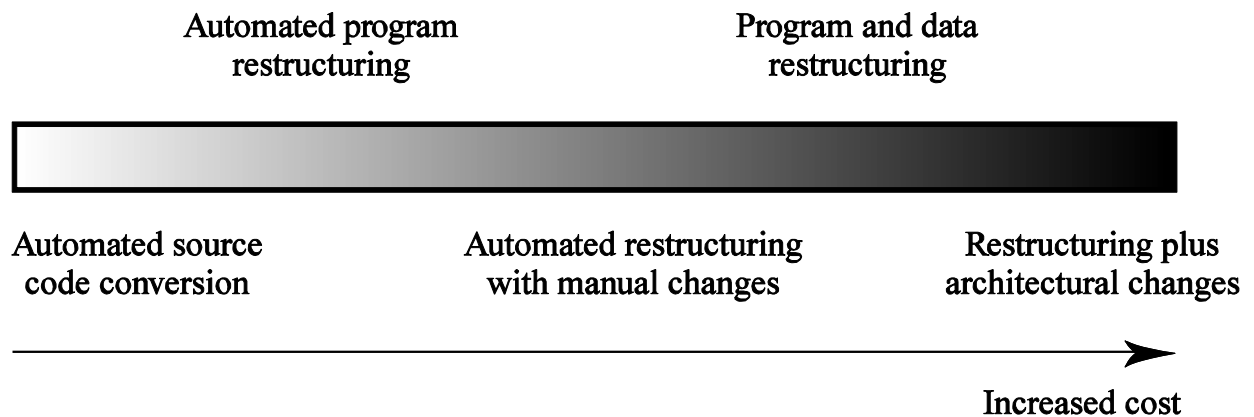 Automated program
restructuring
Program and data
restructuring
Automated source
code conversion
Automated restructuring
with manual changes
Restructuring plus
architectural changes
Increased cost